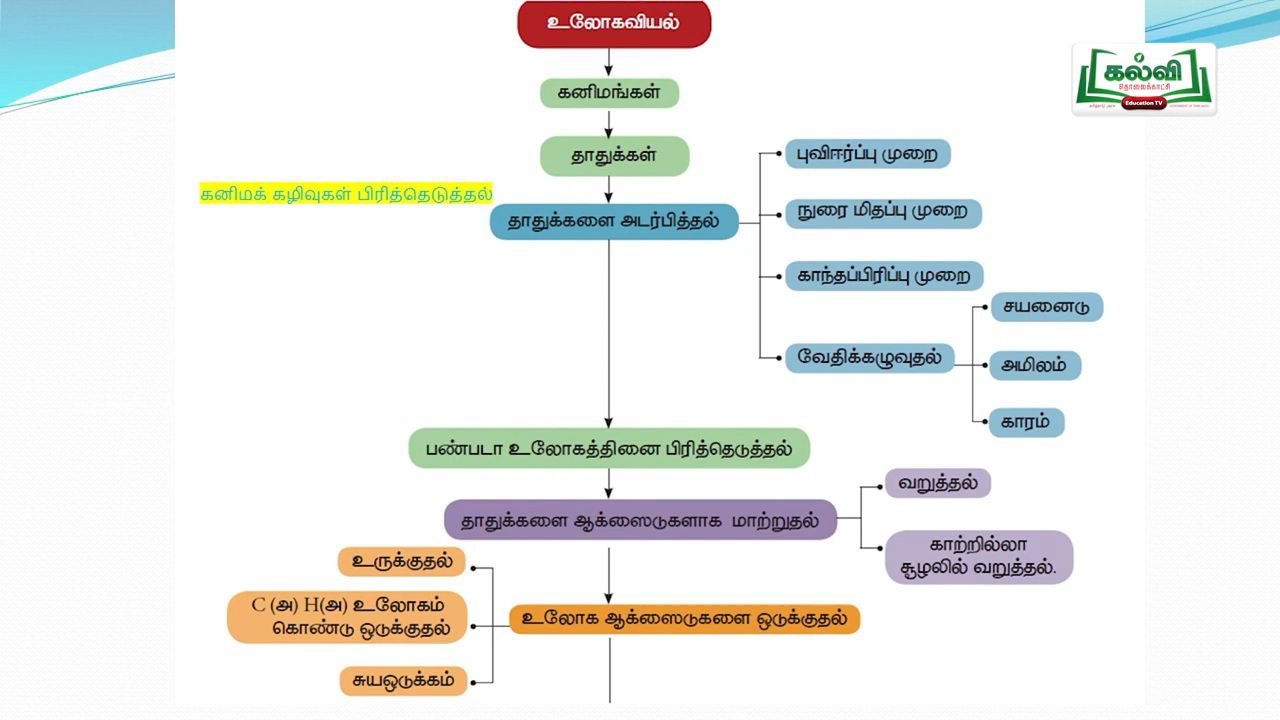 உலோகவியல்
கல்வி
தொலைக்காட்சி
Education TV
கனிமங்கள்
தாதுக்கள்
புவிஈர்ப்பு முறை
கனிமக் கழிவுகள் பிரித்தெடுத்தல்
தாதுக்களை அடர்பித்தல்
நுரை மிதப்பு முறை
காந்தப்பிரிப்பு முறை
சயனைடு
வேதிக்கழுவுதல்
அமிலம்
காரம்
பண்படா உலோகத்தினை பிரித்தெடுத்தல்
வறுத்தல்
தாதுக்களை ஆக்ஸைடுகளாக மாற்றுதல்
காற்றில்லா
சூழலில் வறுத்தல்.
உருக்குதல்
C (அ) H(அ) உலோகம்
கொண்டு ஒடுக்குதல்
உலோக ஆக்ஸைடுகளை ஒடுக்குதல்
சுயஒடுக்கம்